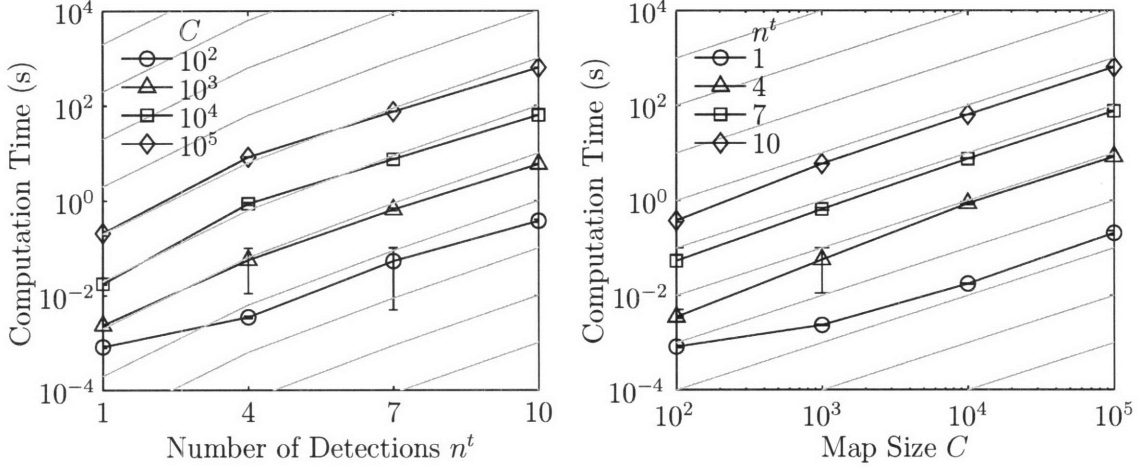 Computation Time (s)
10^4
10^2
10^0
10^-2
10^-4
C
10^2
10^3
10^4
10^5
1 4 7 10
Number of Detections n^t
Computation Time (s)
10^4
10^2
10^0
10^-2
10^-4
n^t
1
4
7
10
10^2 10^3 10^4 10^5
Map Size C